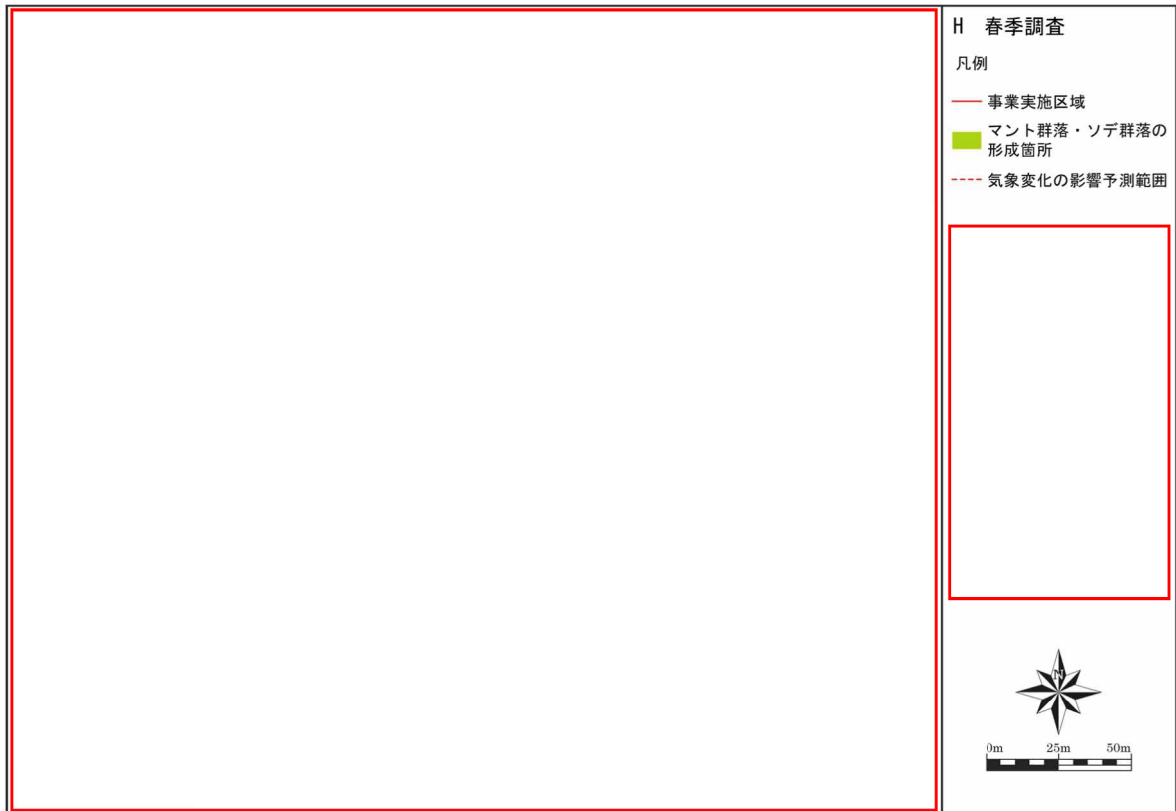 H 春季調査
凡例
事業実施区域
マント群落・ソデ群落の
形成箇所
気象変化の影響予測範囲
N
0m 25m 50m